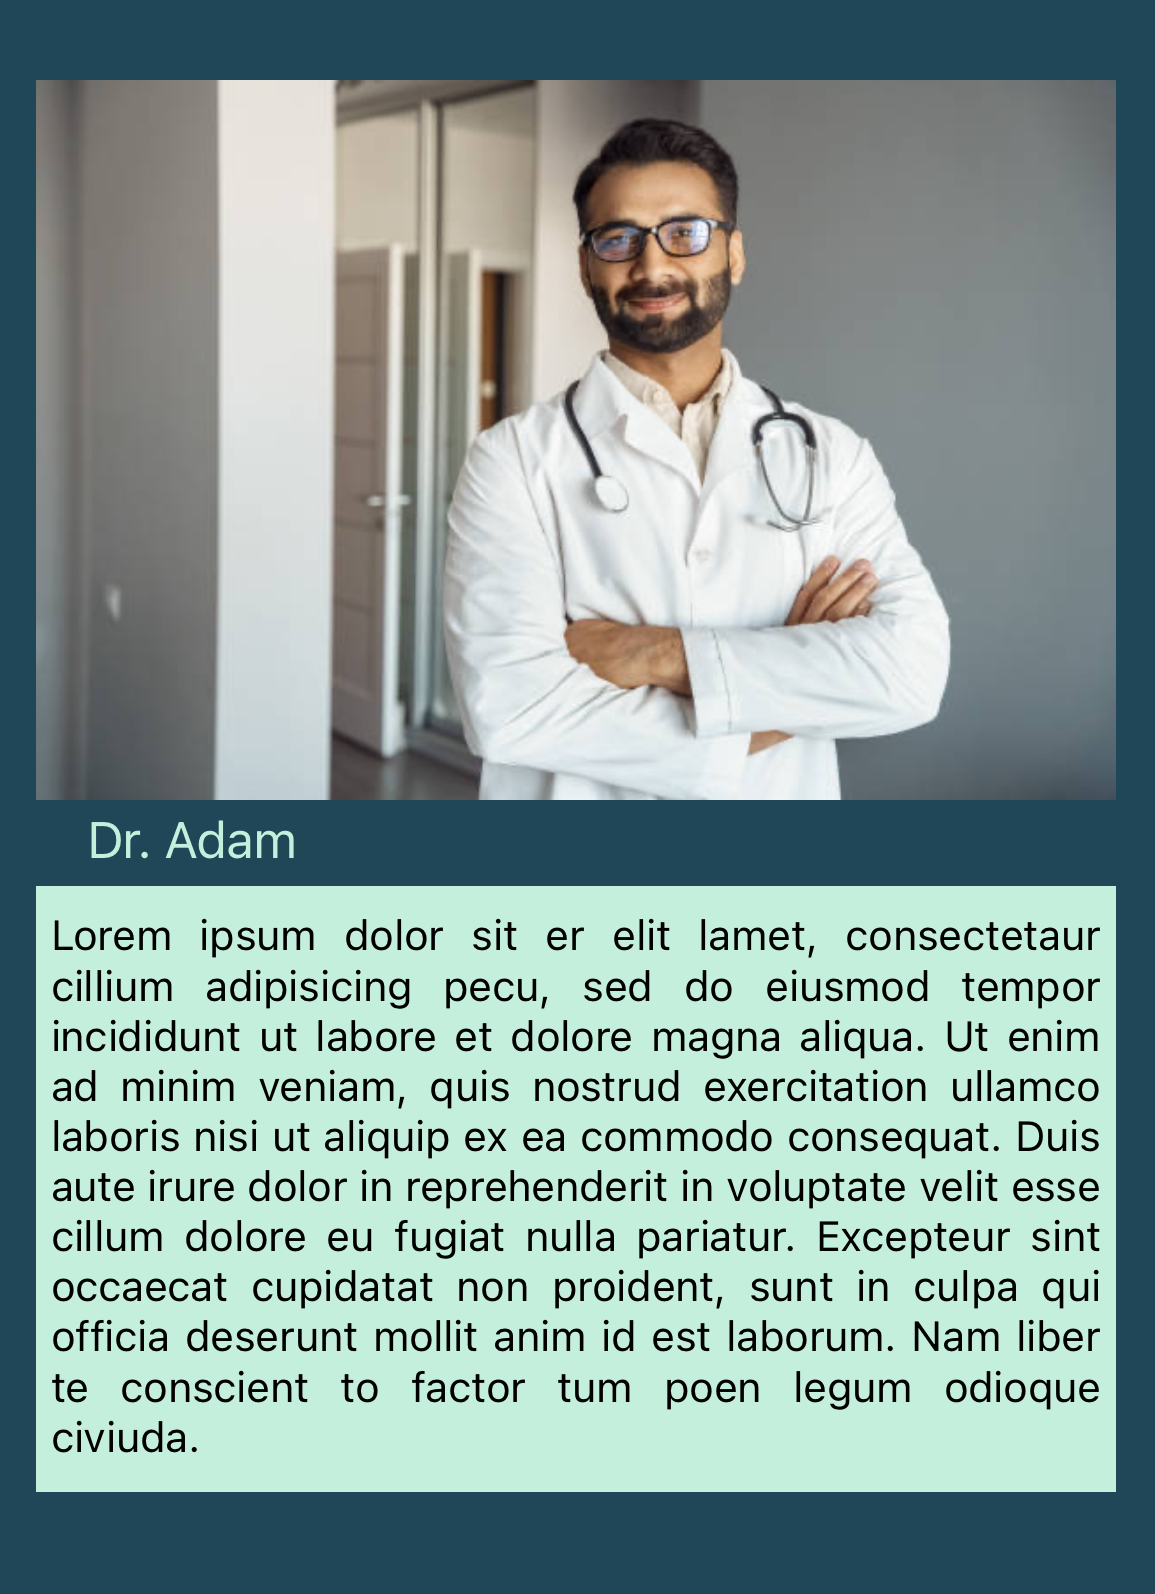 Dr. Adam
Lorem ipsum dolor sit er elit lamet, consectetaur
cillium adipisicing pecu, sed do eiusmod tempor
incididunt ut labore et dolore magna aliqua. Ut enim
ad minim veniam, quis nostrud exercitation ullamco
laboris nisi ut aliquip ex ea commodo consequat. Duis
aute irure dolor in reprehenderit in voluptate velit esse
cillum dolore eu fugiat nulla pariatur. Excepteur sint
occaecat cupidatat non proident, sunt in culpa qui
officia deserunt mollit anim id est laborum. Nam liber
te conscient to factor tum poen legum odioque
civiuda.